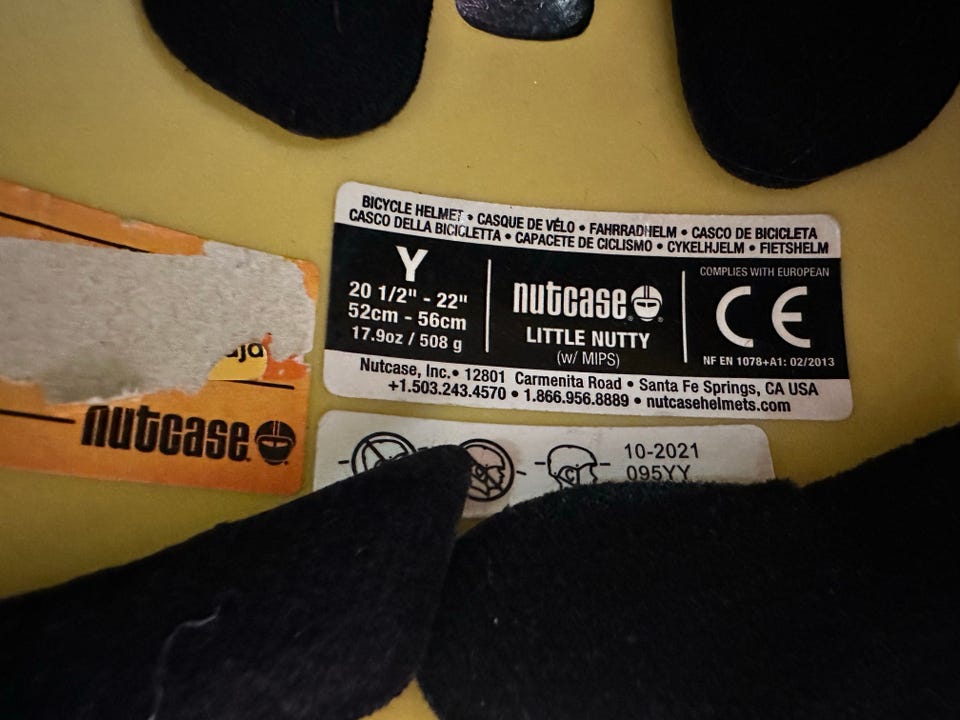 BICYCLE HELMET • CASQUE DE VÉLO • FAHRRADHELM • CASCO DE BICICLETA
CASCO DELLA BICICLETTA • CAPACETE DE CICLISMO • CYKELHJELM • FIETSHELM
Y
20 1/2" - 22"
52cm - 56cm
17.9oz / 508 g
nutcase®
LITTLE NUTTY
(w/ MIPS)
COMPLIES WITH EUROPEAN
CE
NF EN 1078+A1: 02/2013
Nutcase, Inc. • 12801 Carmenita Road • Santa Fe Springs, CA USA
+1.503.243.4570 • 1.866.956.8889 • nutcasehelmets.com
nutcase
10-2021
095YY